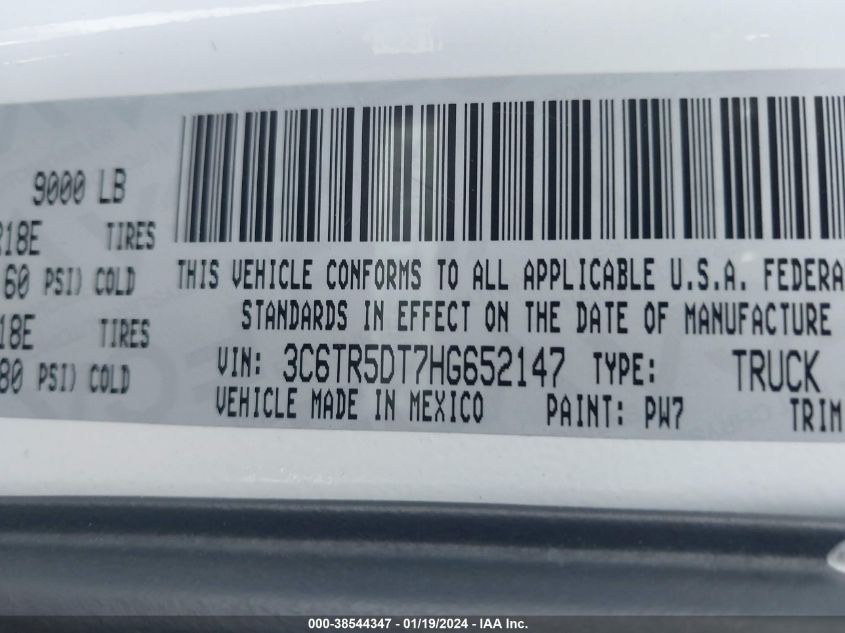 9000 LB
R18E TIRES
60 PSI) COLD
18E TIRES
80 PSI) COLD
THIS VEHICLE CONFORMS TO ALL APPLICABLE U.S.A. FEDERA
STANDARDS IN EFFECT ON THE DATE OF MANUFACTURE
VIN: 3C6TR5DT7HG652147 TYPE: TRUCK
VEHICLE MADE IN MEXICO PAINT: PW7 TRIM
000-38544347 - 01/19/2024 - IAA Inc.